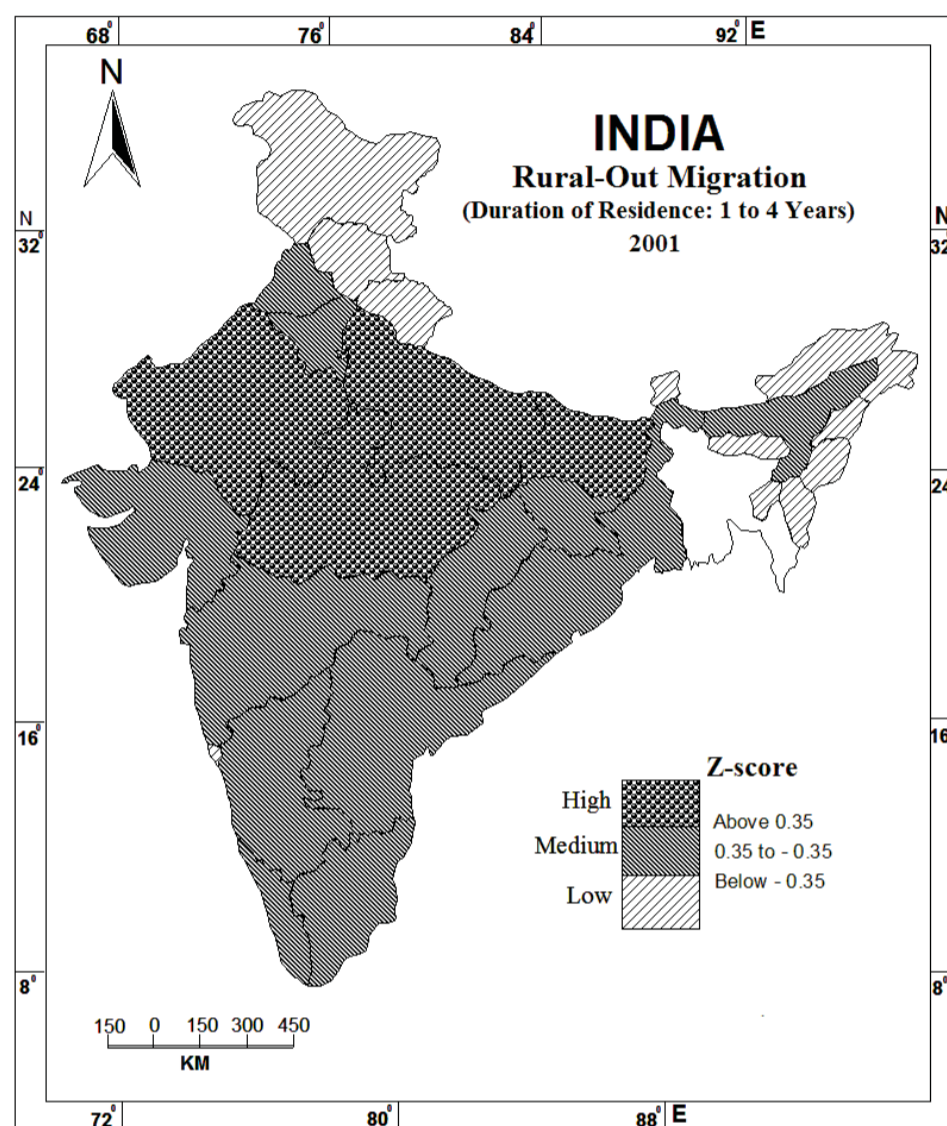 68° 76° 84° 92° E
N
INDIA
Rural-Out Migration
(Duration of Residence: 1 to 4 Years)
2001
N N
32° 32°
24° 24°
16° 16°
Z-score
High Above 0.35
Medium 0.35 to - 0.35
Low Below - 0.35
8° 8°
150 0 150 300 450
KM
72° 80° 88° E